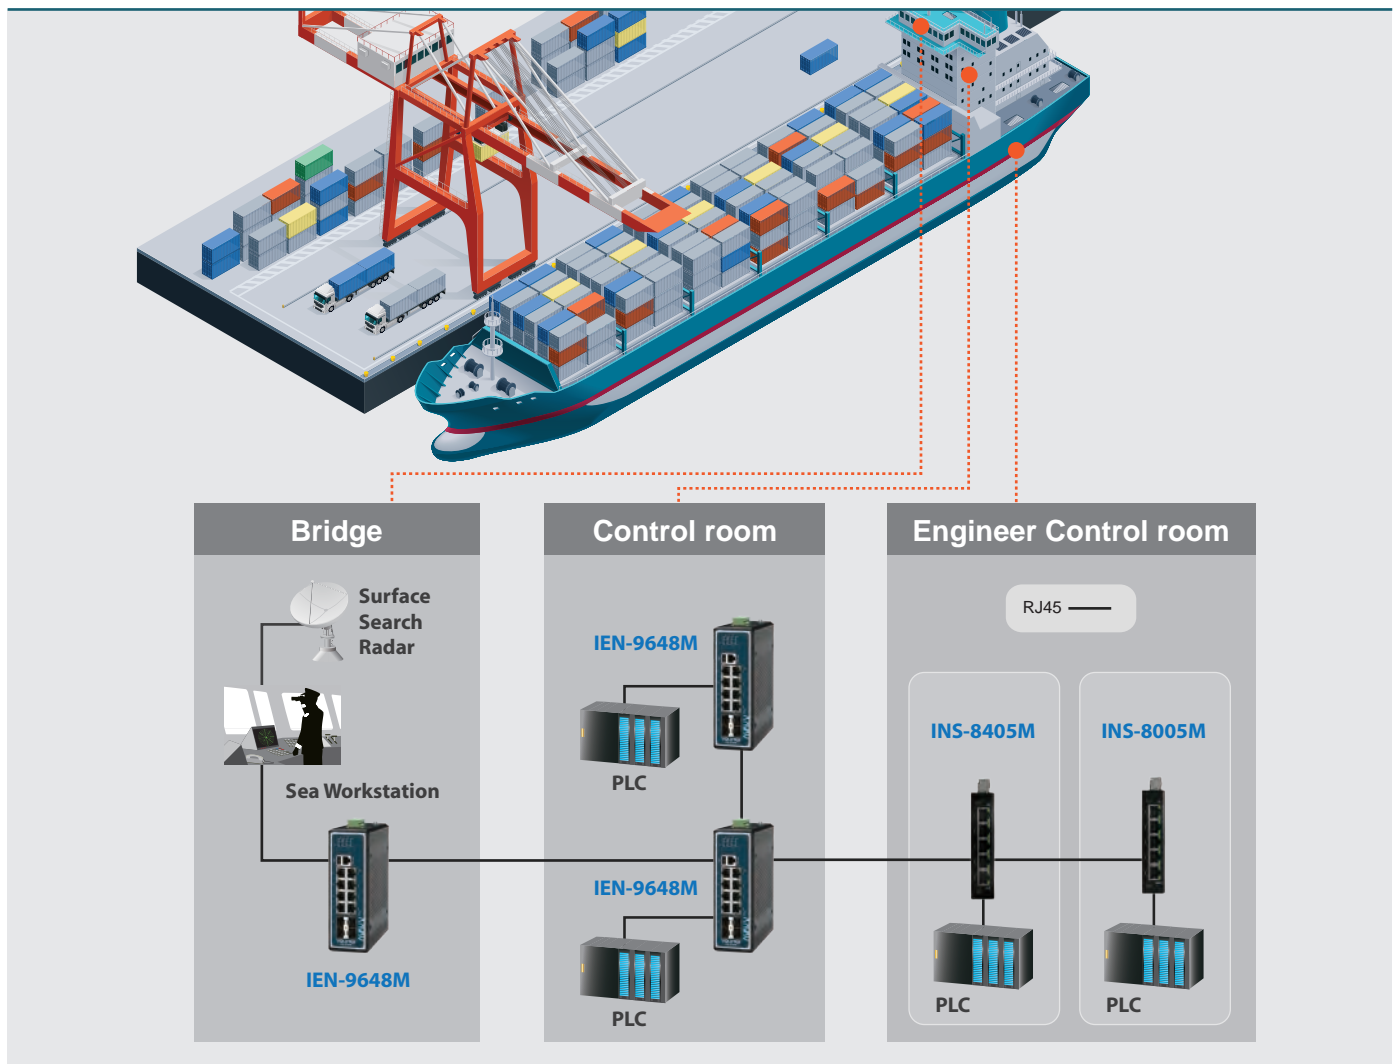 Bridge
Surface
Search
Radar
Sea Workstation
IEN-9648M
Control room
IEN-9648M
PLC
IEN-9648M
PLC
Engineer Control room
RJ45
INS-8405M
PLC
INS-8005M
PLC